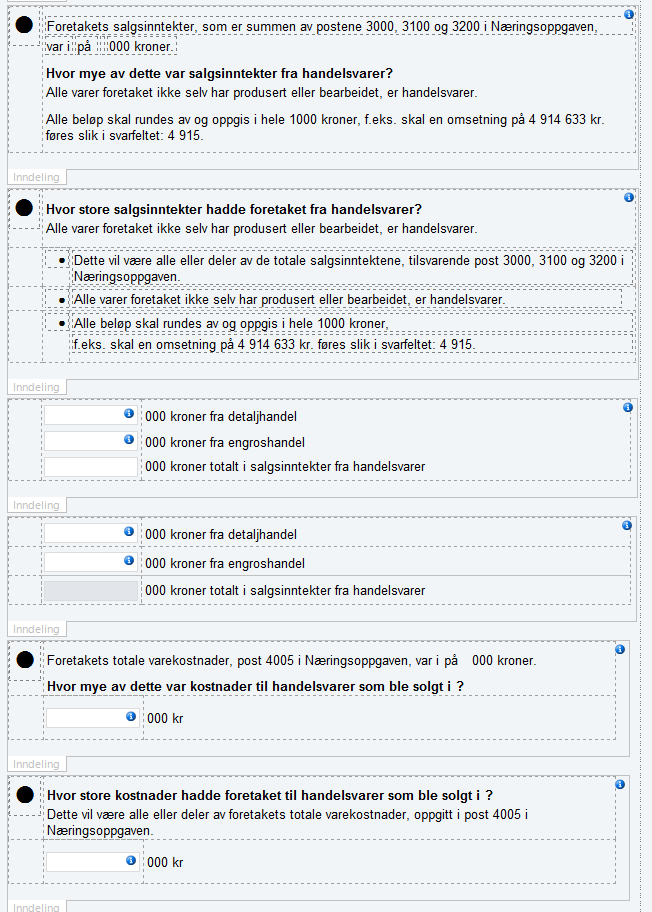 Foretakets salgsinntekter, som er summen av postene 3000, 3100 og 3200 i Næringsoppgaven,
var i på 000 kroner.
Hvor mye av dette var salgsinntekter fra handelsvarer?
Alle varer foretaket ikke selv har produsert eller bearbeidet, er handelsvarer.
Alle beløp skal rundes av og oppgis i hele 1000 kroner, f.eks. skal en omsetning på 4 914 633 kr.
føres slik i svarfeltet: 4 915.
Inndeling
Hvor store salgsinntekter hadde foretaket fra handelsvarer?
Alle varer foretaket ikke selv har produsert eller bearbeidet, er handelsvarer.
• Dette vil være alle eller deler av de totale salgsinntektene, tilsvarende post 3000, 3100 og 3200 i
Næringsoppgaven.
• Alle varer foretaket ikke selv har produsert eller bearbeidet, er handelsvarer.
• Alle beløp skal rundes av og oppgis i hele 1000 kroner,
f.eks. skal en omsetning på 4 914 633 kr. føres slik i svarfeltet: 4 915.
Inndeling
000 kroner fra detaljhandel
000 kroner fra engroshandel
000 kroner totalt i salgsinntekter fra handelsvarer
Inndeling
000 kroner fra detaljhandel
000 kroner fra engroshandel
000 kroner totalt i salgsinntekter fra handelsvarer
Inndeling
Foretakets totale varekostnader, post 4005 i Næringsoppgaven, var i på 000 kroner.
Hvor mye av dette var kostnader til handelsvarer som ble solgt i ?
000 kr
Inndeling
Hvor store kostnader hadde foretaket til handelsvarer som ble solgt i ?
Dette vil være alle eller deler av foretakets totale varekostnader, oppgitt i post 4005 i
Næringsoppgaven.
000 kr
Inndeling